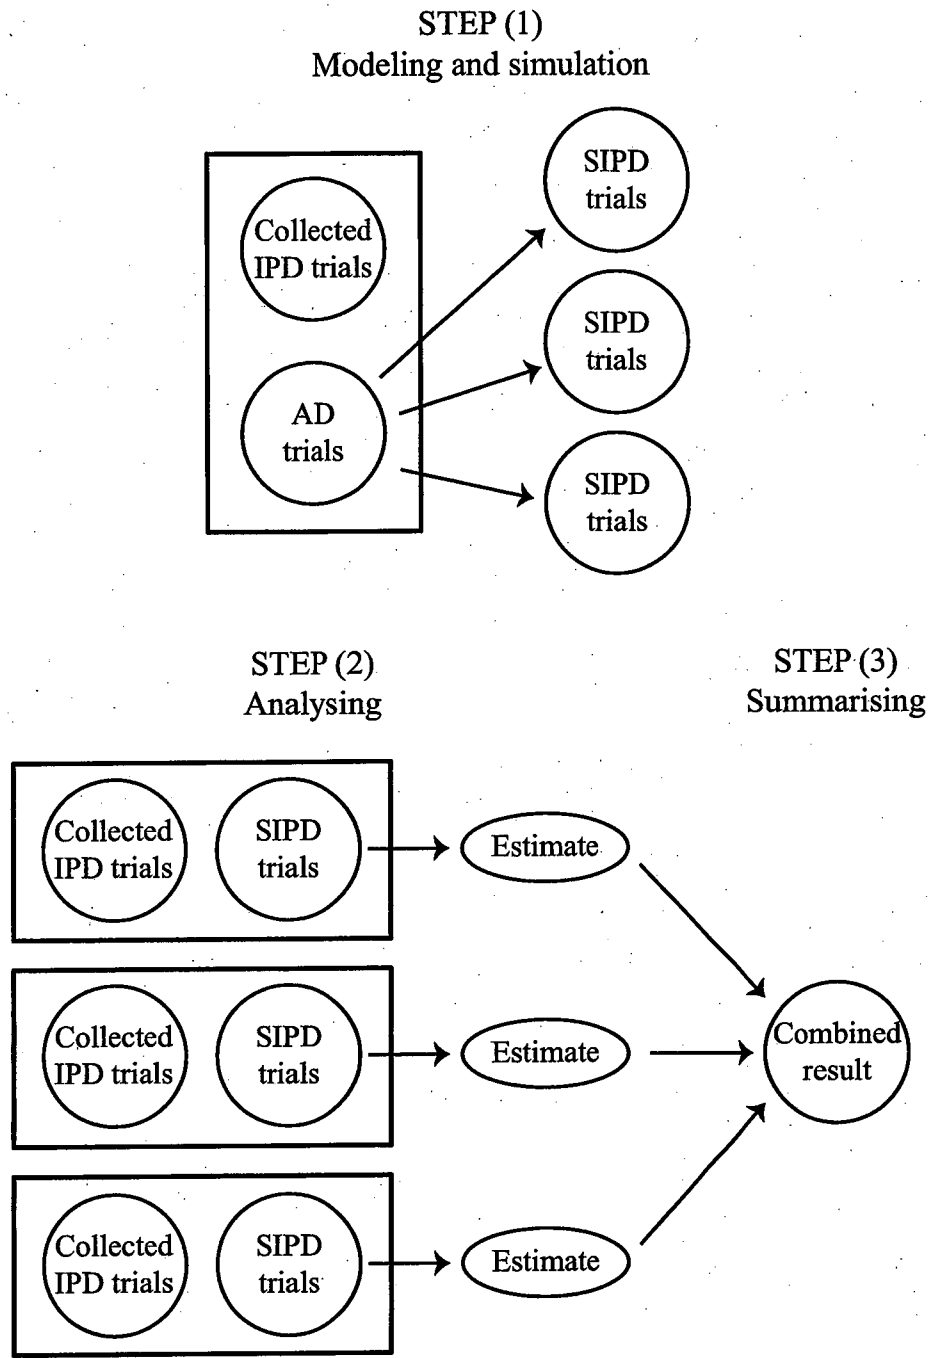 STEP (1)
Modeling and simulation
SIPD
trials
Collected
IPD trials
SIPD
trials
AD
trials
SIPD
trials
STEP (2)
Analysing
STEP (3)
Summarising
Collected
IPD trials
SIPD
trials
Estimate
Collected
IPD trials
SIPD
trials
Estimate
Combined
result
Collected
IPD trials
SIPD
trials
Estimate